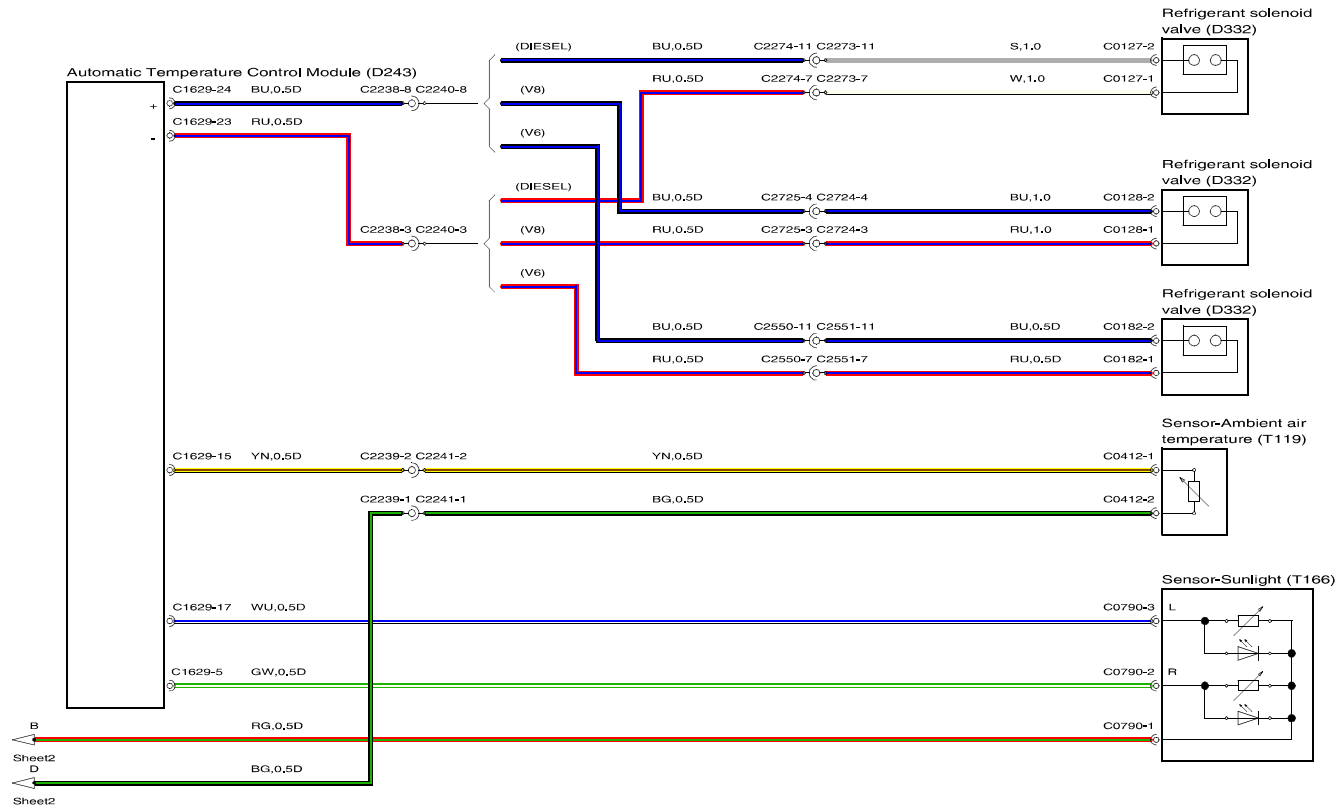 Refrigerant solenoid
valve (D332)
(DIESEL) BU,0.5D C2274-11 C2273-11 S,1.0 C0127-2
Automatic Temperature Control Module (D243)
RU,0.5D C2274-7 C2273-7 W,1.0 C0127-1
+ C1629-24 BU,0.5D C2238-8 C2240-8 (V8)
- C1629-23 RU,0.5D
(V6)
Refrigerant solenoid
valve (D332)
(DIESEL)
BU,0.5D C2725-4 C2724-4 BU,1.0 C0128-2
C2238-3 C2240-3 (V8) RU,0.5D C2725-3 C2724-3 RU,1.0 C0128-1
(V6)
Refrigerant solenoid
valve (D332)
BU,0.5D C2550-11 C2551-11 BU,0.5D C0182-2
RU,0.5D C2550-7 C2551-7 RU,0.5D C0182-1
Sensor-Ambient air
temperature (T119)
C1629-15 YN,0.5D C2239-2 C2241-2 YN,0.5D C0412-1
C2239-1 C2241-1 BG,0.5D C0412-2
Sensor-Sunlight (T166)
C1629-17 WU,0.5D C0790-3 L
C1629-5 GW,0.5D C0790-2 R
B RG,0.5D C0790-1
Sheet2
D BG,0.5D
Sheet2